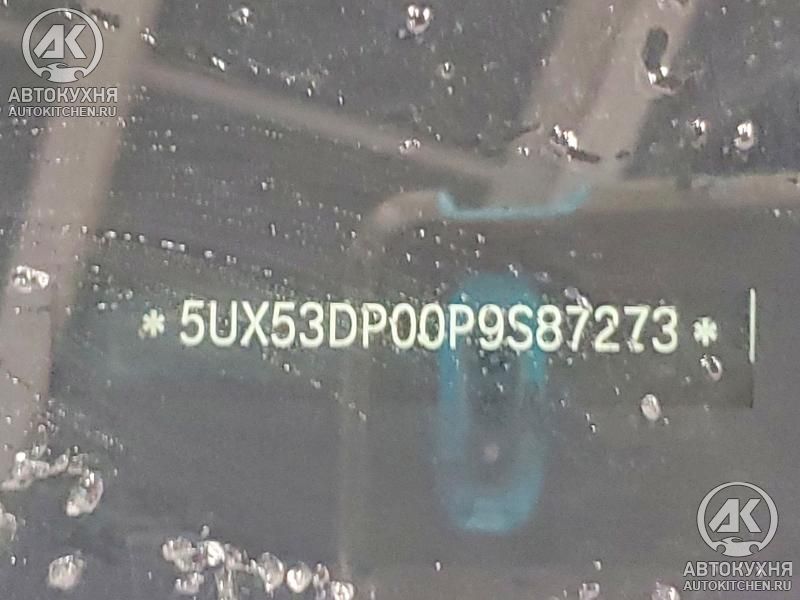 АК
АВТОКУХНЯ
AUTOKITCHEN.RU
* 5UX53DP00P9S87273 *
АК
АВТОКУХНЯ
AUTOKITCHEN.RU